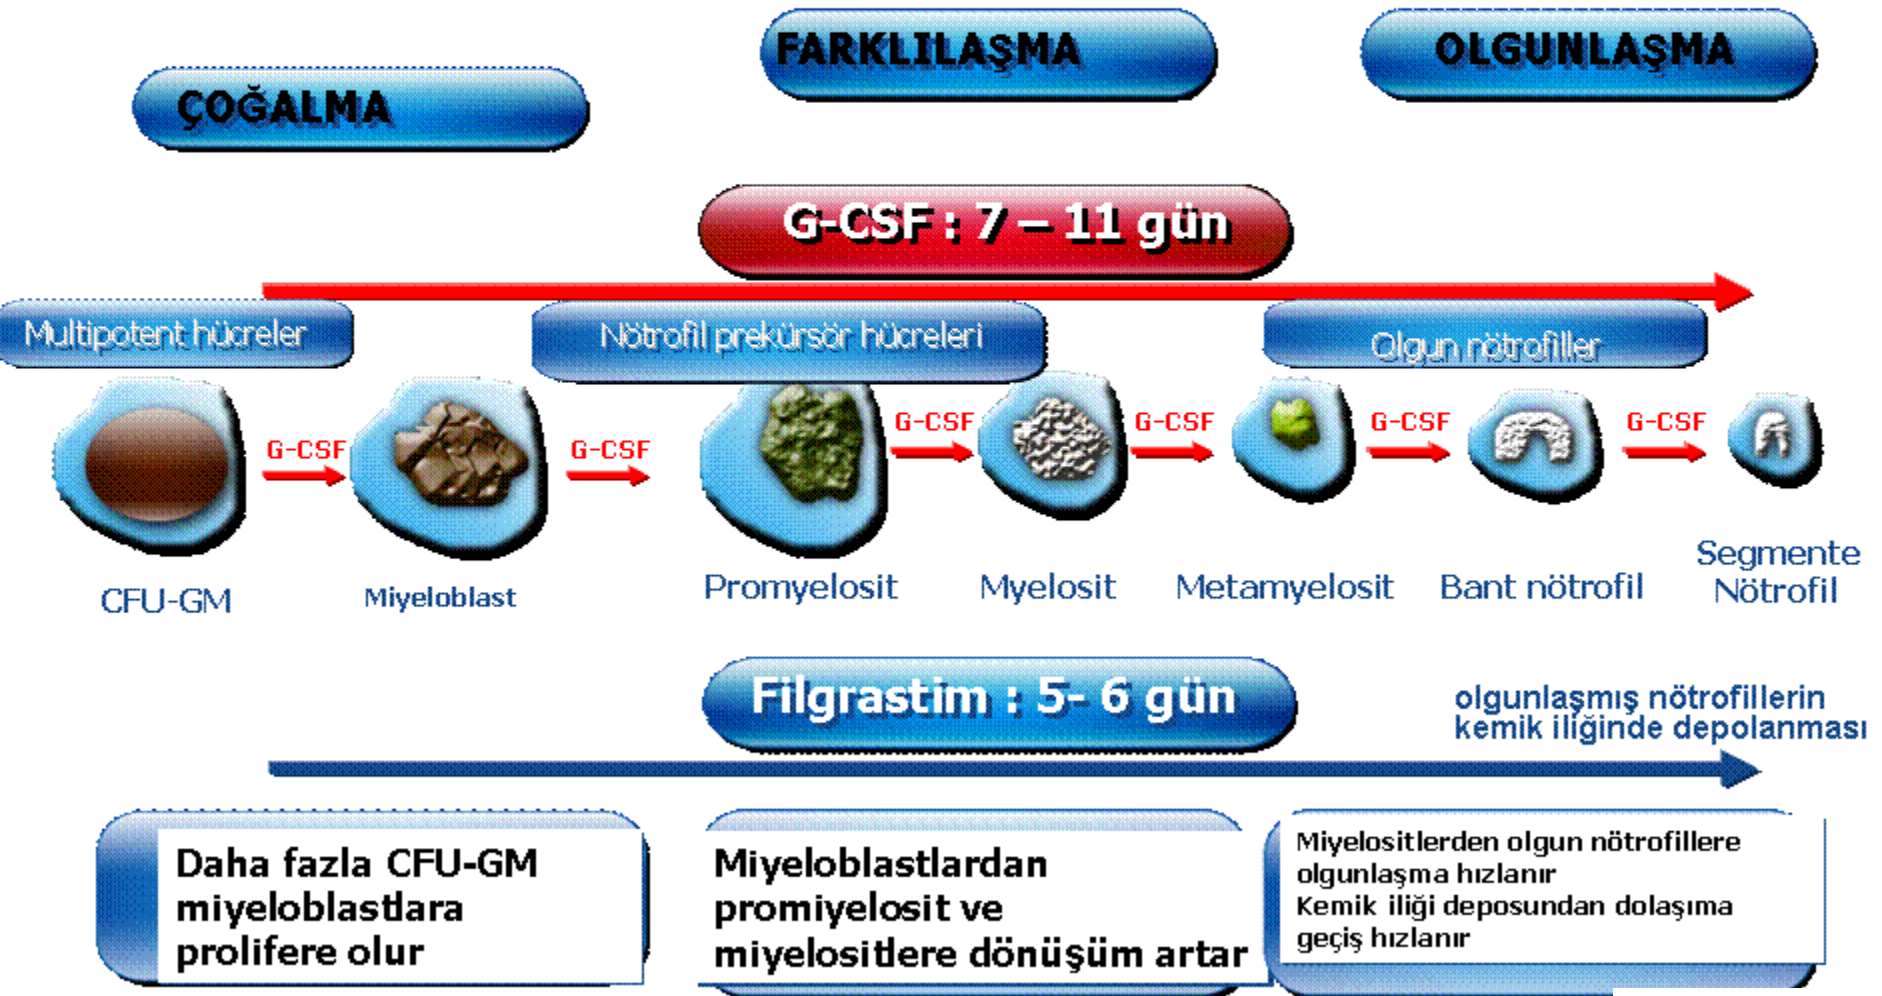 ÇOĞALMA
FARKLILAŞMA
OLGUNLAŞMA
G-CSF : 7 – 11 gün
Multipotent hücreler
Nötrofil prekürsör hücreleri
Olgun nötrofiller
G-CSF
G-CSF
G-CSF
G-CSF
G-CSF
G-CSF
CFU-GM
Miyeloblast
Promyelosit
Myelosit
Metamyelosit
Bant nötrofil
Segmente
Nötrofil
Filgrastim : 5- 6 gün
olgunlaşmış nötrofillerin
kemik iliğinde depolanması
Daha fazla CFU-GM
miyeloblastlara
prolifere olur
Miyeloblastlardan
promiyelosit ve
miyelositlere dönüşüm artar
Miyelositlerden olgun nötrofillere
olgunlaşma hızlanır
Kemik iliği deposundan dolaşıma
geçiş hızlanır